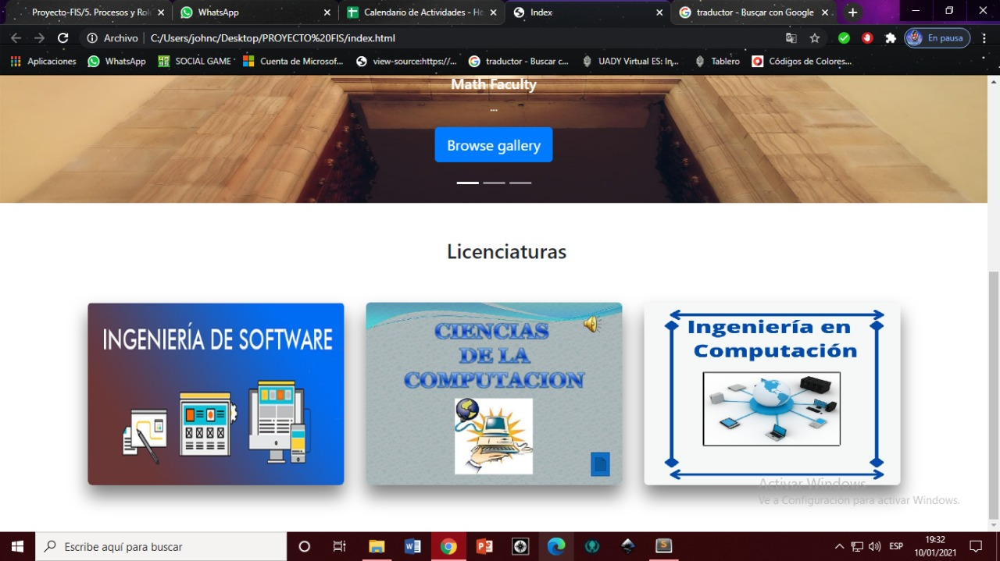 Proyecto-FIS/5. Procesos y Rol
WhatsApp
Calendario de Actividades - Ho
Index
traductor - Buscar con Google
Archivo
C:/Users/johnc/Desktop/PROYECTO%20FIS/index.html
En pausa
Aplicaciones
WhatsApp
SOCIAL GAME
Cuenta de Microsof...
view-source:https://...
traductor - Buscar c...
UADY Virtual ES: In...
Tablero
Códigos de Colores...
Math Faculty
...
Browse gallery
Licenciaturas
INGENIERÍA DE SOFTWARE
CIENCIAS
DE LA
COMPUTACION
Ingeniería en
Computación
Activar Windows
Ve a Configuración para activar Windows.
Escribe aquí para buscar
ESP
19:32
10/01/2021